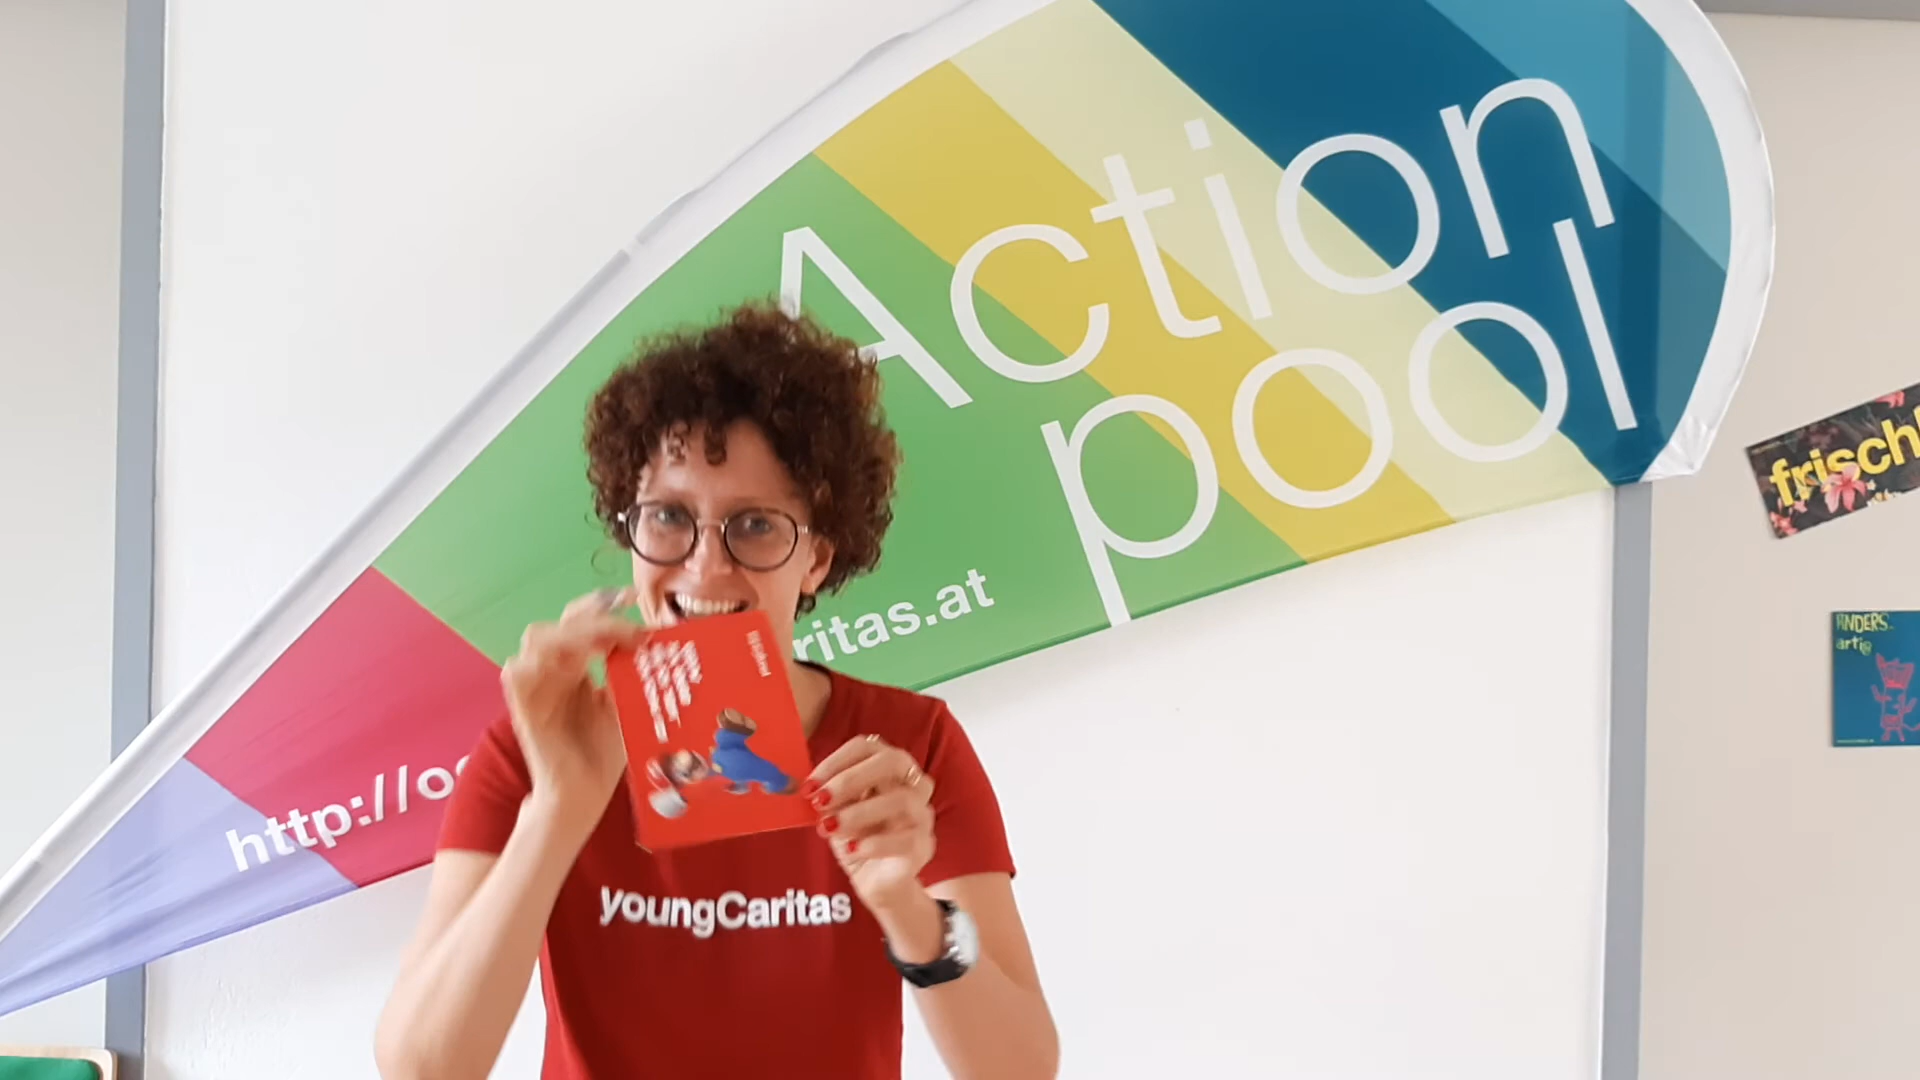 Action
pool
http://o
ritas.at
youngCaritas
frisch
ANDERS
artig